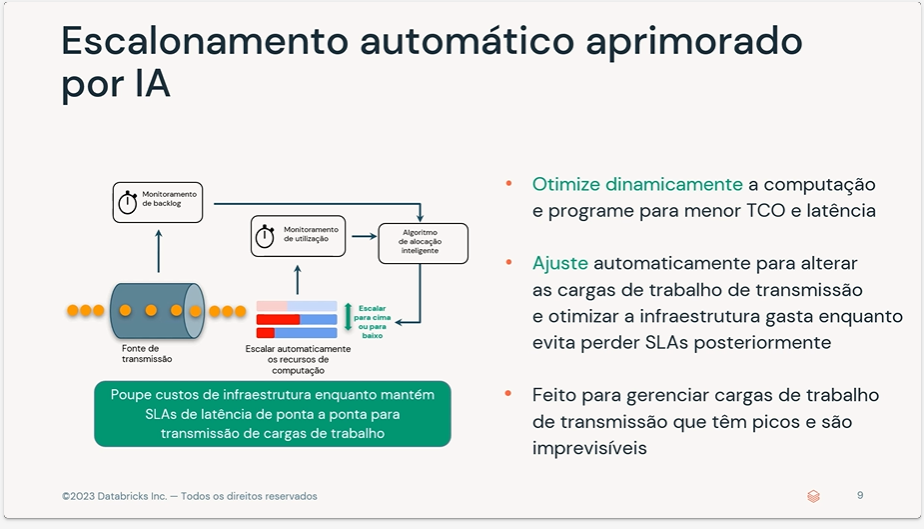 Escalonamento automático aprimorado
por IA
Monitoramento
de backlog
Monitoramento
de utilização
Algoritmo
de alocação
inteligente
Escalar
para cima
ou para
baixo
Fonte de
transmissão
Escalar automaticamente
os recursos de
computação
Poupe custos de infraestrutura enquanto mantém
SLAs de latência de ponta a ponta para
transmissão de cargas de trabalho
Otimize dinamicamente a computação
e programe para menor TCO e latência
Ajuste automaticamente para alterar
as cargas de trabalho de transmissão
e otimizar a infraestrutura gasta enquanto
evita perder SLAs posteriormente
Feito para gerenciar cargas de trabalho
de transmissão que têm picos e são
imprevisíveis
©2023 Databricks Inc. — Todos os direitos reservados
9